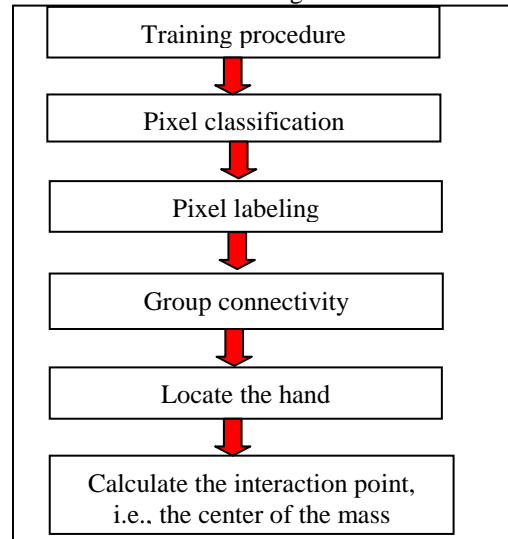 Training procedure
Pixel classification
Pixel labeling
Group connectivity
Locate the hand
Calculate the interaction point,
i.e., the center of the mass